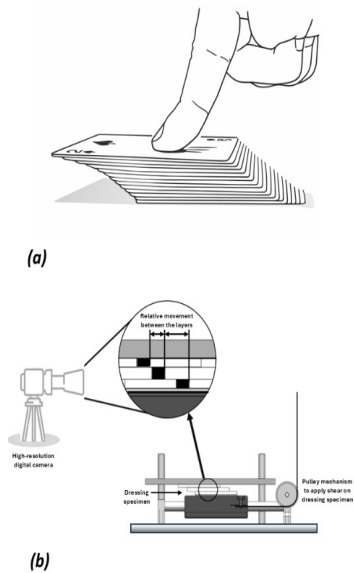 (a)
Relative movement
between the layers
High-resolution
digital camera
Dressing
specimen
Pulley mechanism
to apply shear on
dressing specimen
(b)